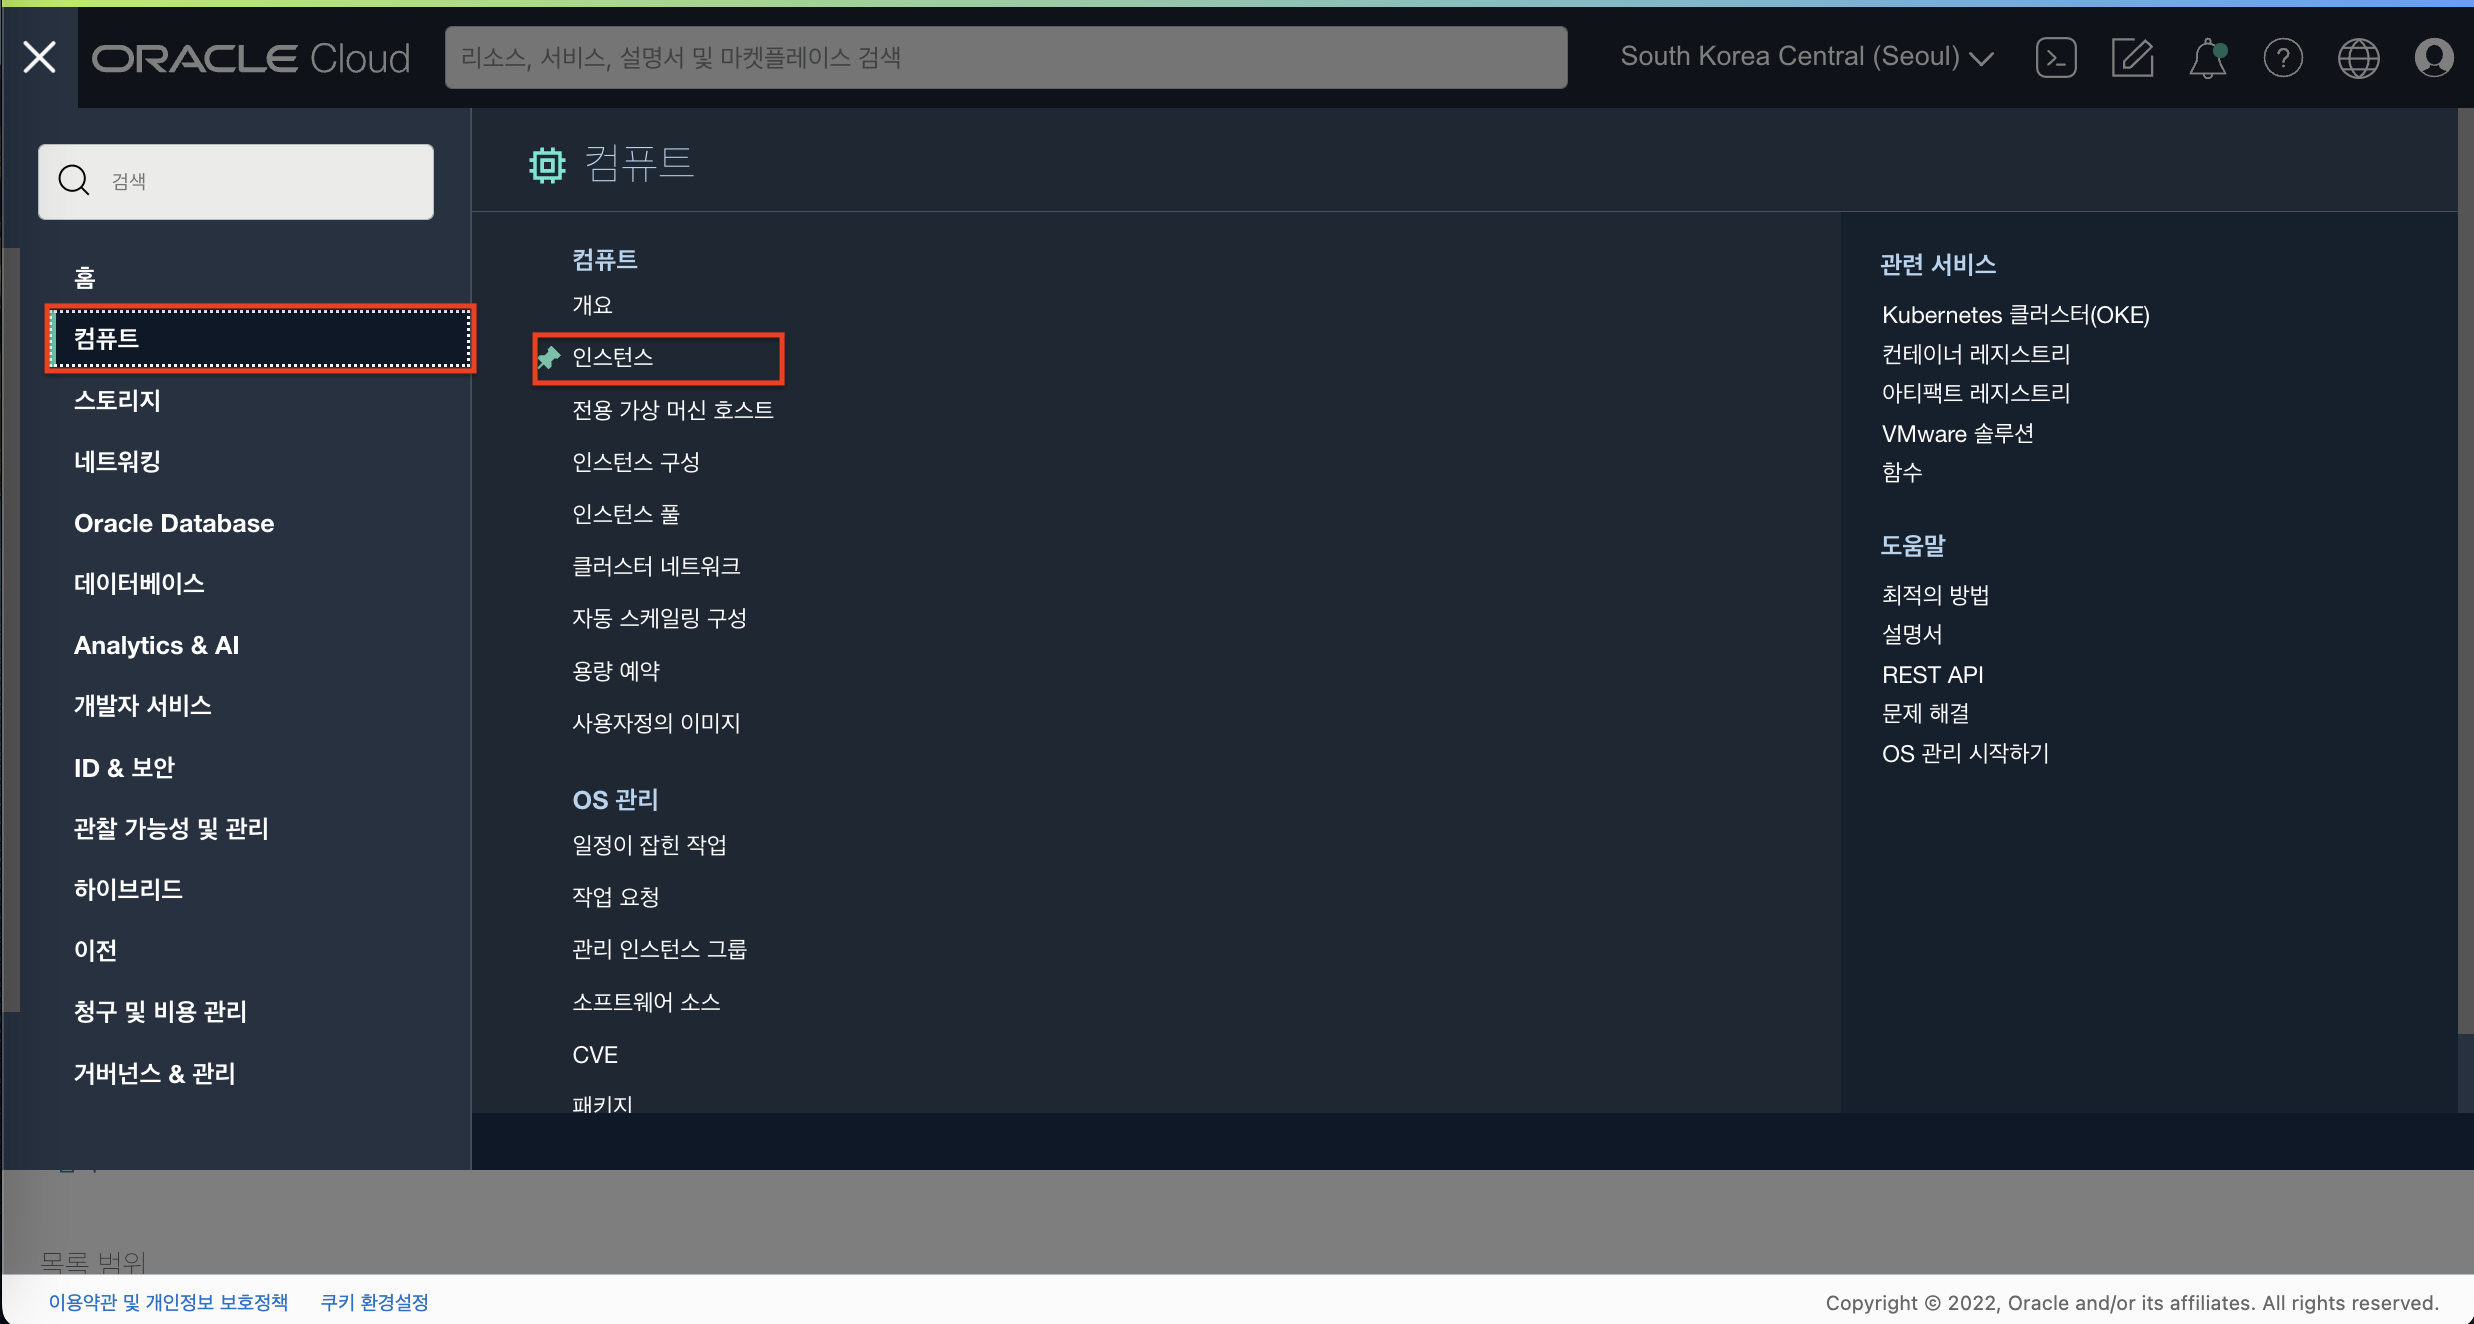 ORACLE Cloud
리소스, 서비스, 설명서 및 마켓플레이스 검색
South Korea Central (Seoul)
검색
홈
컴퓨트
스토리지
네트워킹
Oracle Database
데이터베이스
Analytics & AI
개발자 서비스
ID & 보안
관찰 가능성 및 관리
하이브리드
이전
청구 및 비용 관리
거버넌스 & 관리
컴퓨트
컴퓨트
개요
인스턴스
전용 가상 머신 호스트
인스턴스 구성
인스턴스 풀
클러스터 네트워크
자동 스케일링 구성
용량 예약
사용자정의 이미지
OS 관리
일정이 잡힌 작업
작업 요청
관리 인스턴스 그룹
소프트웨어 소스
CVE
패키지
관련 서비스
Kubernetes 클러스터(OKE)
컨테이너 레지스트리
아티팩트 레지스트리
VMware 솔루션
함수
도움말
최적의 방법
설명서
REST API
문제 해결
OS 관리 시작하기
목록 범위
이용약관 및 개인정보 보호정책
쿠키 환경설정
Copyright © 2022, Oracle and/or its affiliates. All rights reserved.